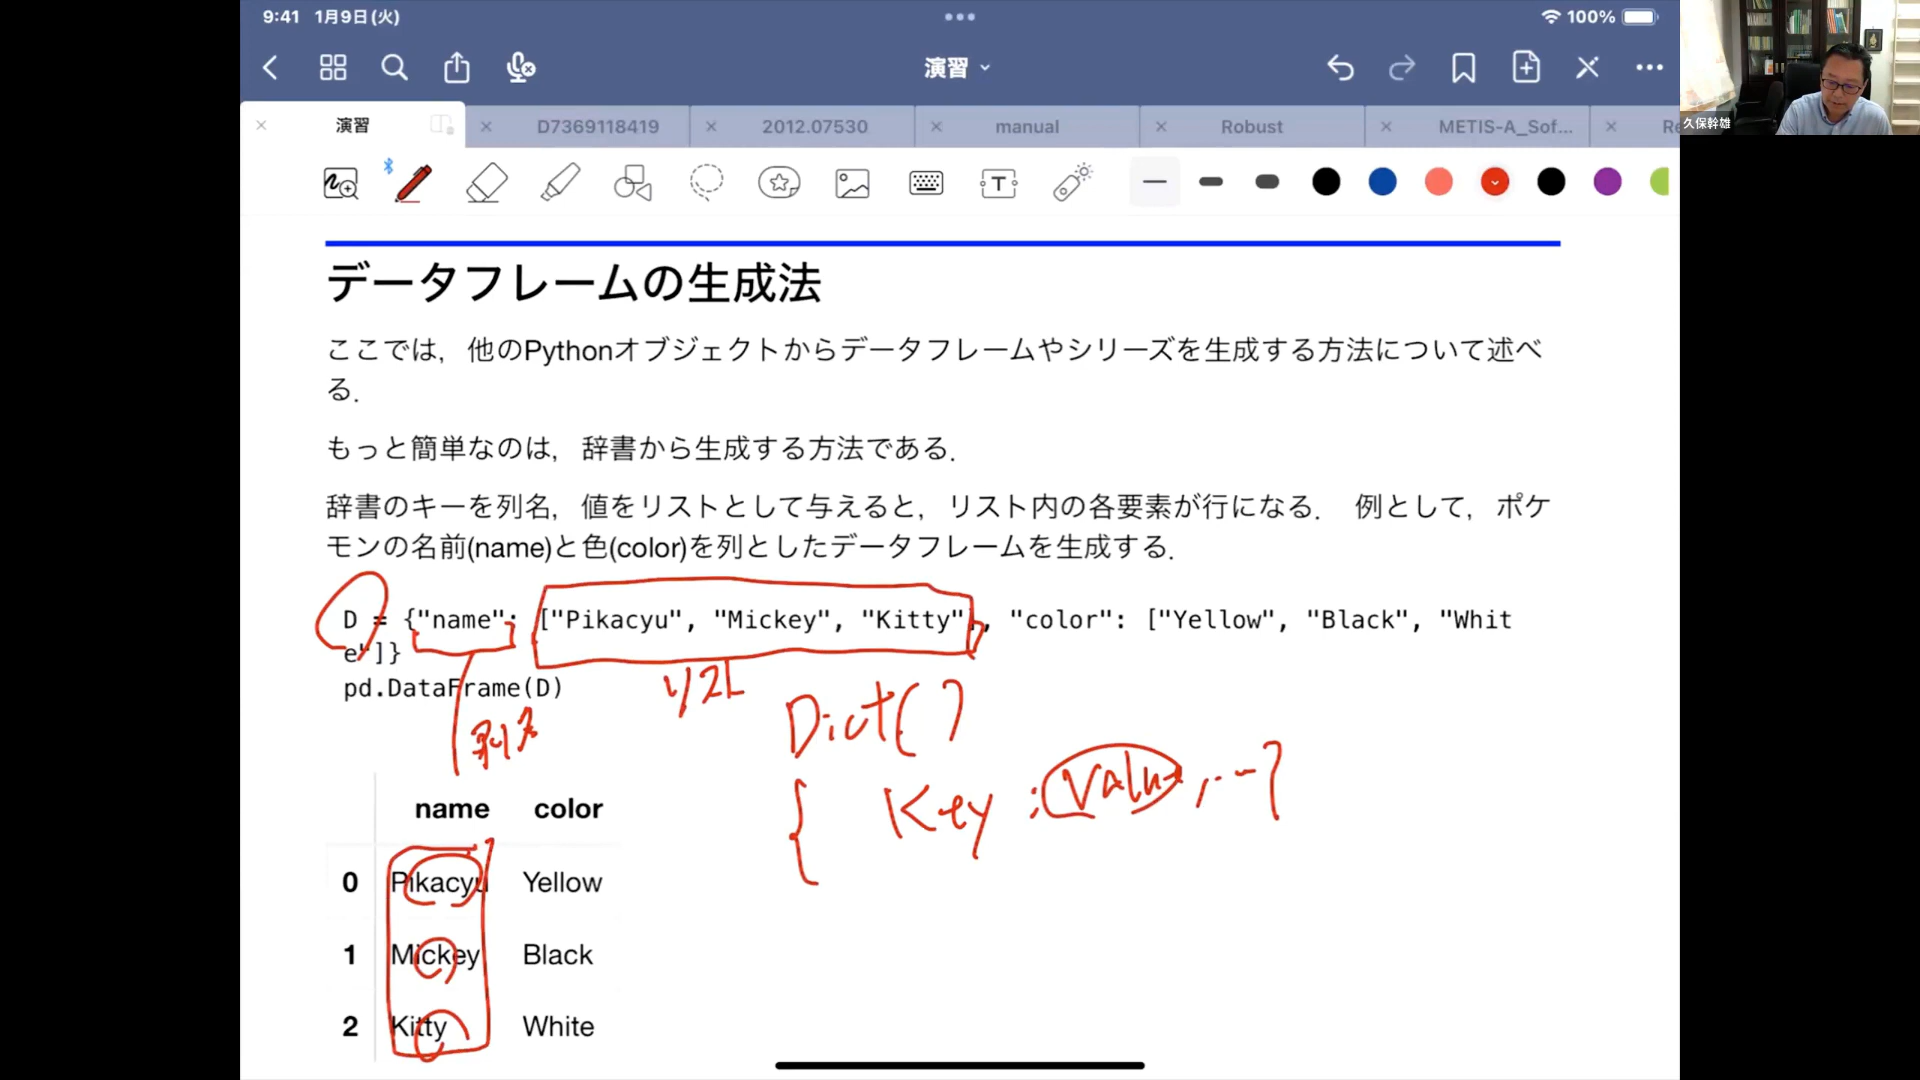 9:41 1月9日(火)
100%
演習
演習
D7369118419
2012.07530
manual
Robust
METIS-A_Sof...
Re
久保幹雄
データフレームの生成法
ここでは，他のPythonオブジェクトからデータフレームやシリーズを生成する方法について述べ
る．
もっと簡単なのは，辞書から生成する方法である．
辞書のキーを列名，値をリストとして与えると，リスト内の各要素が行になる． 例として，ポケ
モンの名前(name)と色(color)を列としたデータフレームを生成する．
D = {"name": ["Pikacyu", "Mickey", "Kitty"], "color": ["Yellow", "Black", "Whit
e"]}
pd.DataFrame(D)
リスト
列名
Dict( )
{ Key : Value, -- }
name color
0 Pikacyu Yellow
1 Mickey Black
2 Kitty White